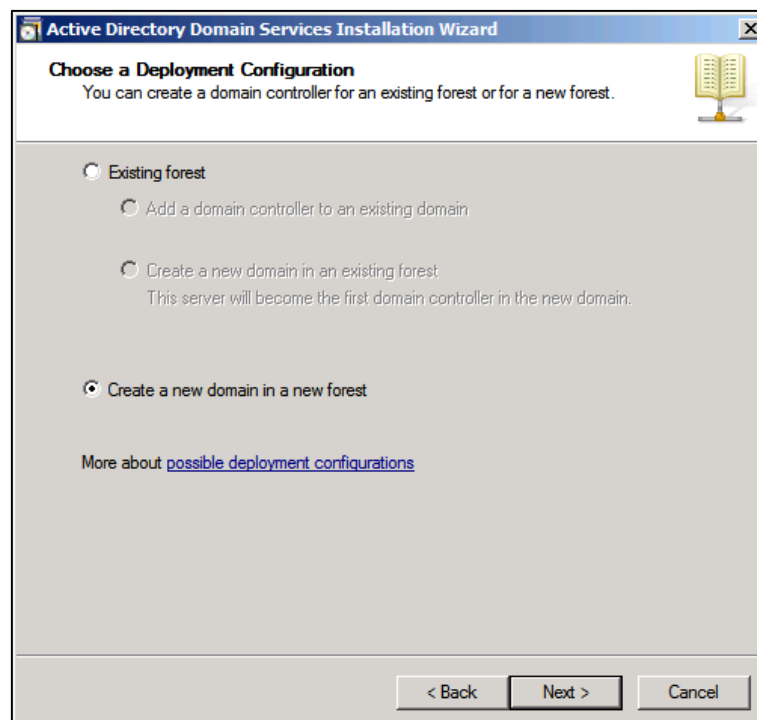 Active Directory Domain Services Installation Wizard
Choose a Deployment Configuration
You can create a domain controller for an existing forest or for a new forest.
Existing forest
Add a domain controller to an existing domain
Create a new domain in an existing forest
This server will become the first domain controller in the new domain.
Create a new domain in a new forest
More about possible deployment configurations
< Back Next > Cancel